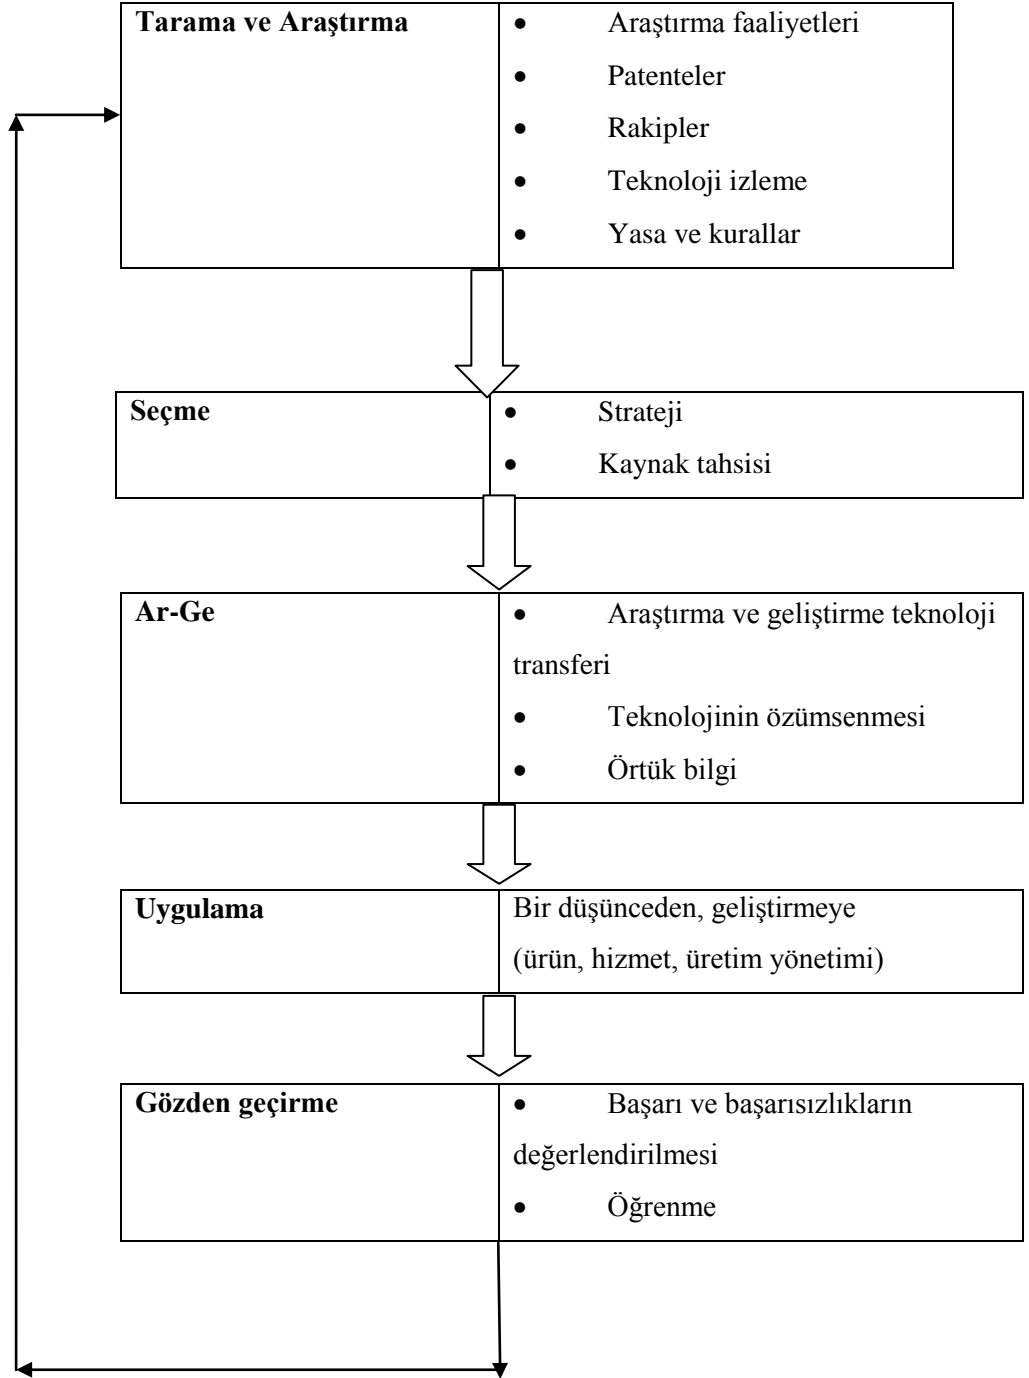 Tarama ve Araştırma
• Araştırma faaliyetleri
• Patenteler
• Rakipler
• Teknoloji izleme
• Yasa ve kurallar
Seçme
• Strateji
• Kaynak tahsisi
Ar-Ge
• Araştırma ve geliştirme teknoloji
transferi
• Teknolojinin özümsenmesi
• Örtük bilgi
Uygulama
Bir düşünceden, geliştirmeye
(ürün, hizmet, üretim yönetimi)
Gözden geçirme
• Başarı ve başarısızlıkların
değerlendirilmesi
• Öğrenme